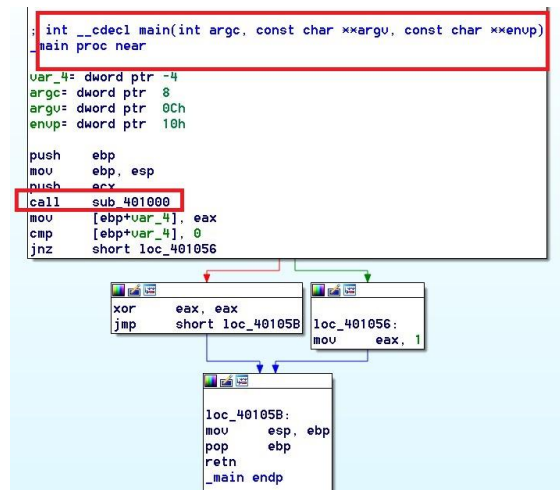 ; int __cdecl main(int argc, const char **argv, const char **envp)
_main proc near
var_4= dword ptr -4
argc= dword ptr  8
argv= dword ptr  0Ch
envp= dword ptr  10h
push    ebp
mov     ebp, esp
push    ecx
call    sub_401000
mov     [ebp+var_4], eax
cmp     [ebp+var_4], 0
jnz     short loc_401056
xor     eax, eax
jmp     short loc_40105B
loc_401056:
mov     eax, 1
loc_40105B:
mov     esp, ebp
pop     ebp
retn
_main endp